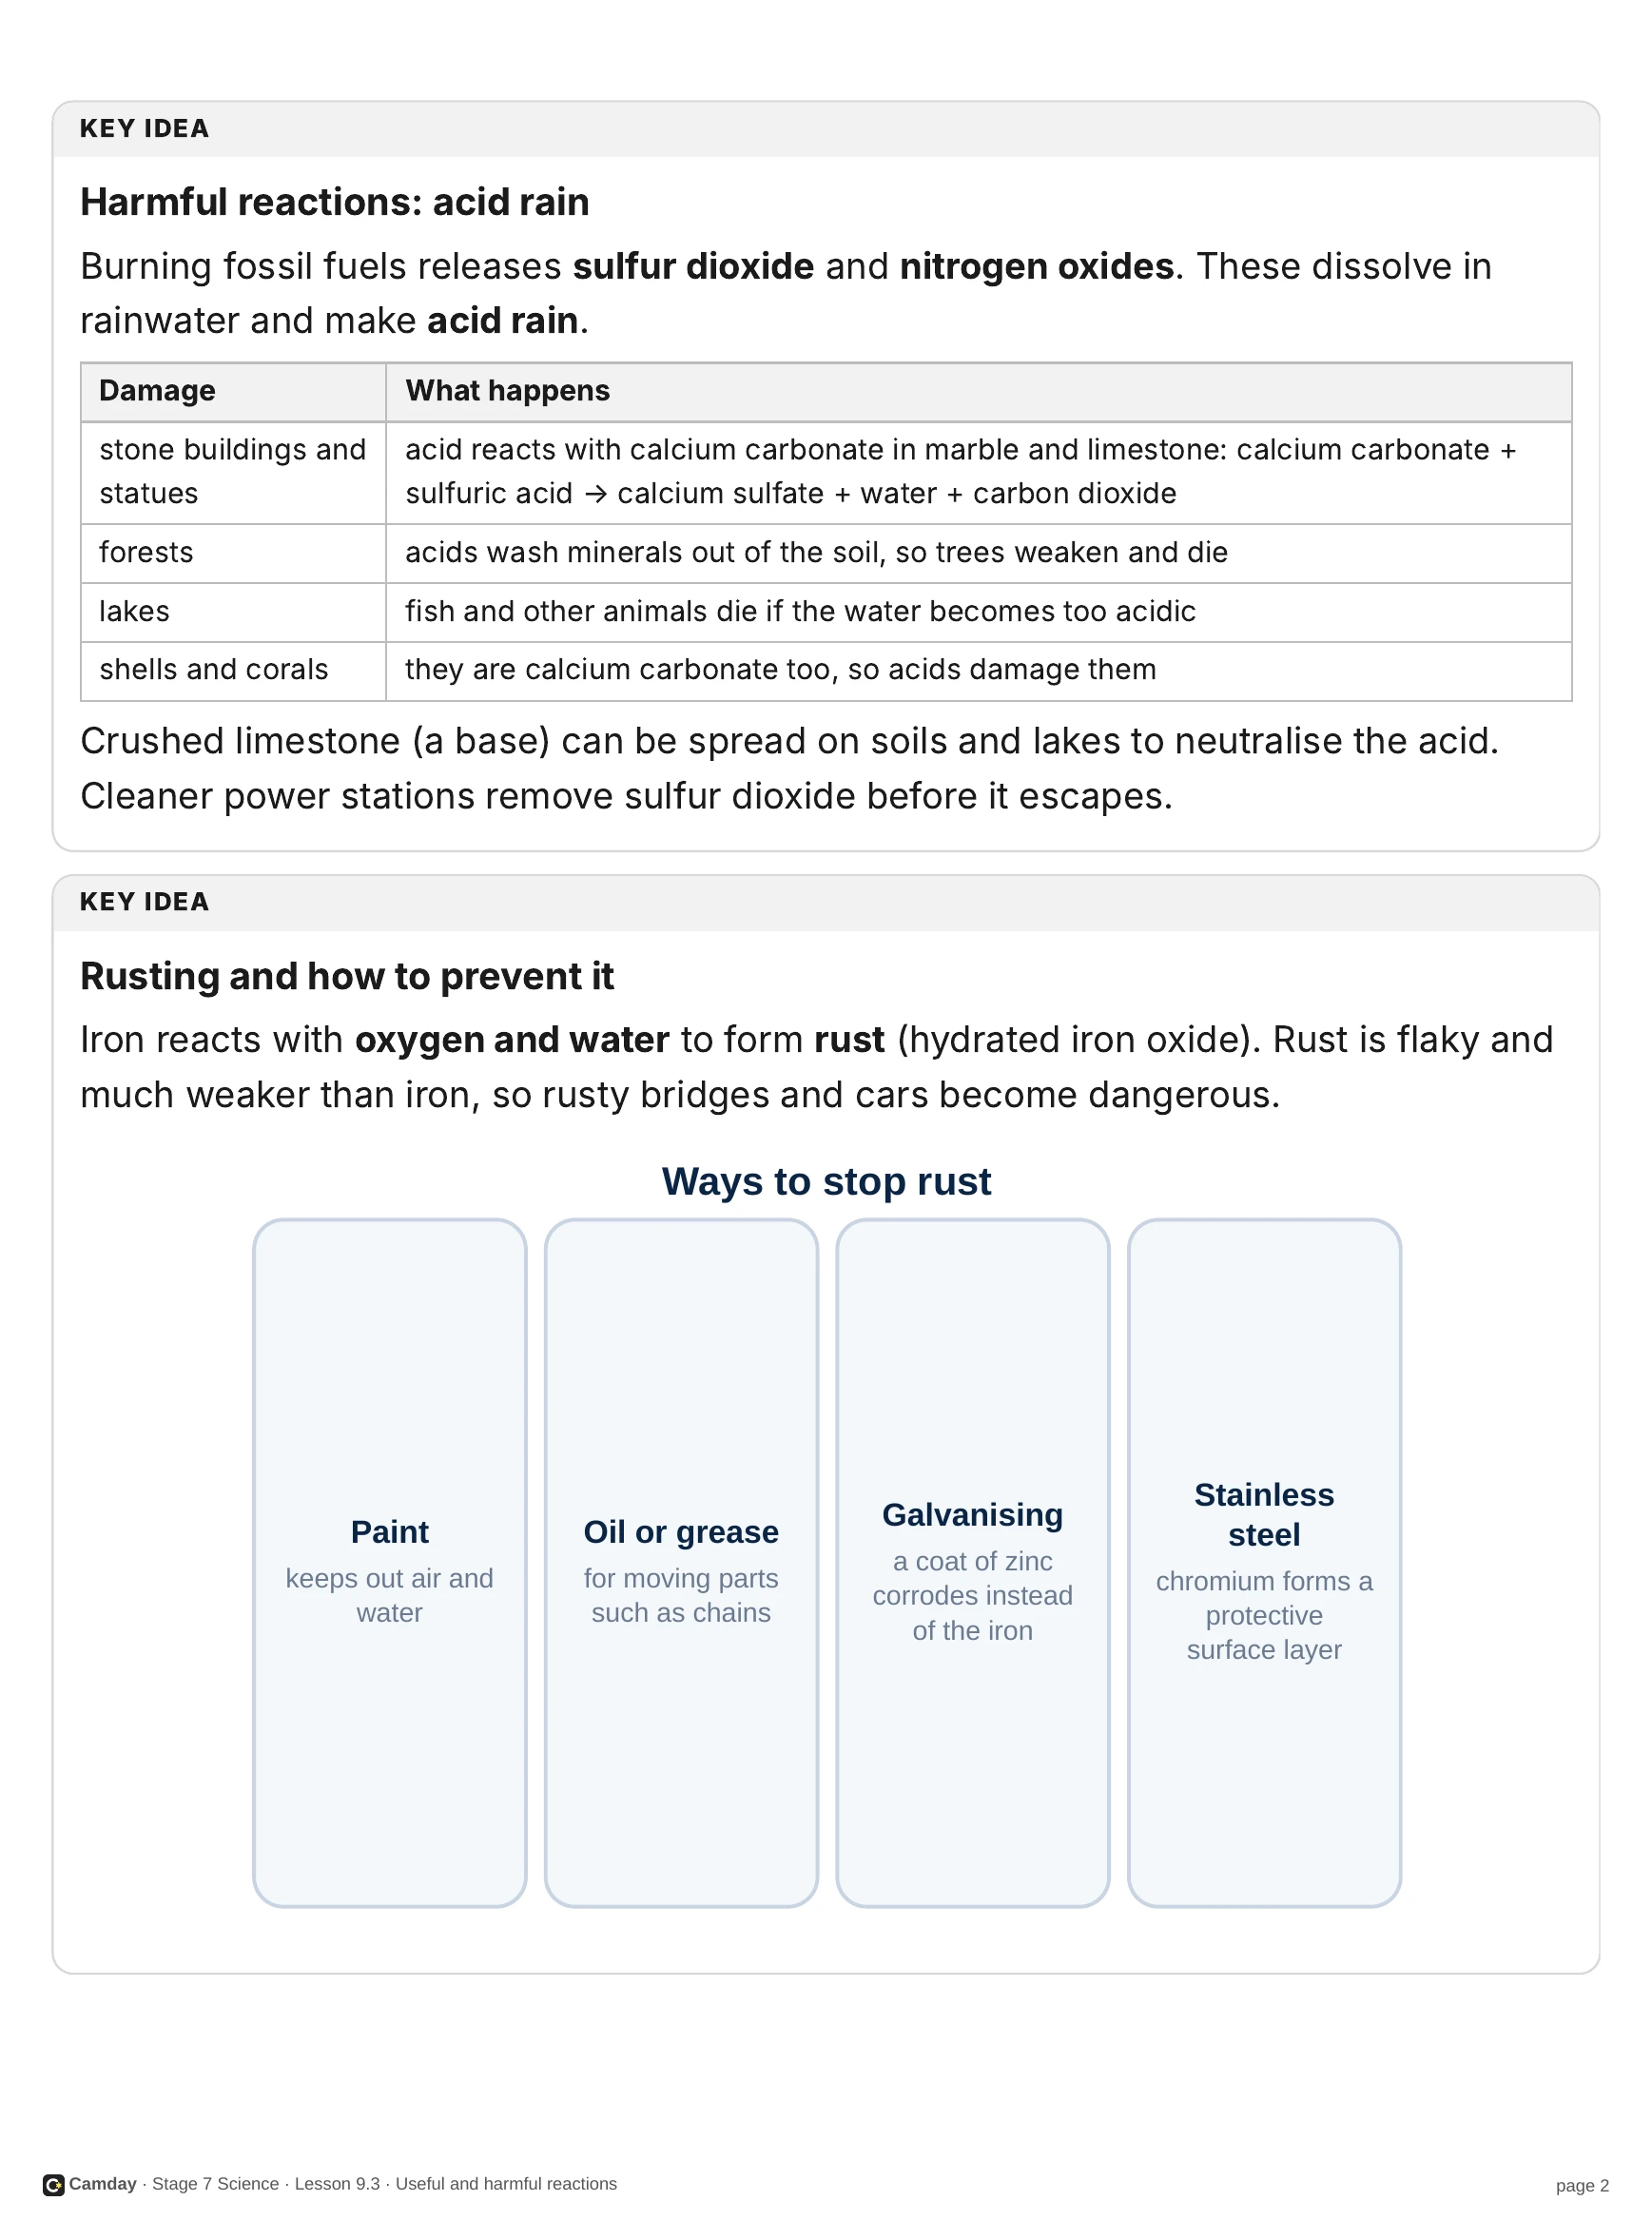 KEY IDEA
Harmful reactions: acid rain
Burning fossil fuels releases sulfur dioxide and nitrogen oxides. These dissolve in
rainwater and make acid rain.
Damage What happens
stone buildings and statues acid reacts with calcium carbonate in marble and limestone: calcium carbonate +
sulfuric acid → calcium sulfate + water + carbon dioxide
forests acids wash minerals out of the soil, so trees weaken and die
lakes fish and other animals die if the water becomes too acidic
shells and corals they are calcium carbonate too, so acids damage them
Crushed limestone (a base) can be spread on soils and lakes to neutralise the acid.
Cleaner power stations remove sulfur dioxide before it escapes.
KEY IDEA
Rusting and how to prevent it
Iron reacts with oxygen and water to form rust (hydrated iron oxide). Rust is flaky and
much weaker than iron, so rusty bridges and cars become dangerous.
Ways to stop rust
Paint
keeps out air and
water
Oil or grease
for moving parts
such as chains
Galvanising
a coat of zinc
corrodes instead
of the iron
Stainless
steel
chromium forms a
protective
surface layer
Camday · Stage 7 Science · Lesson 9.3 · Useful and harmful reactions
page 2